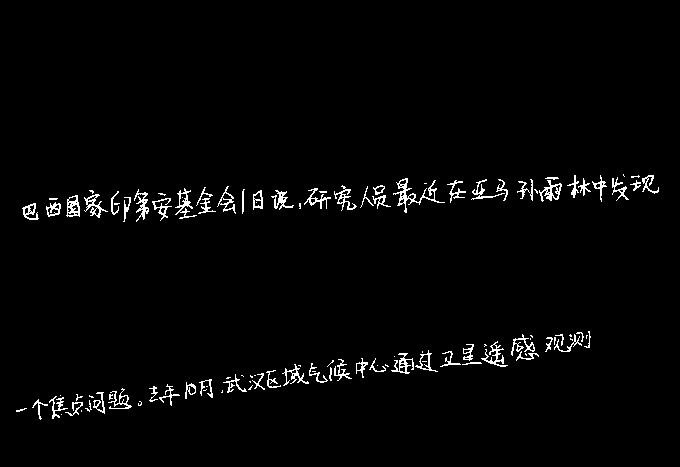 巴西国家印第安基金会1日说,研究人员最近在亚马孙雨林中发现
一个焦点问题。去年10月,武汉区域气候中心通过卫星遥感观测